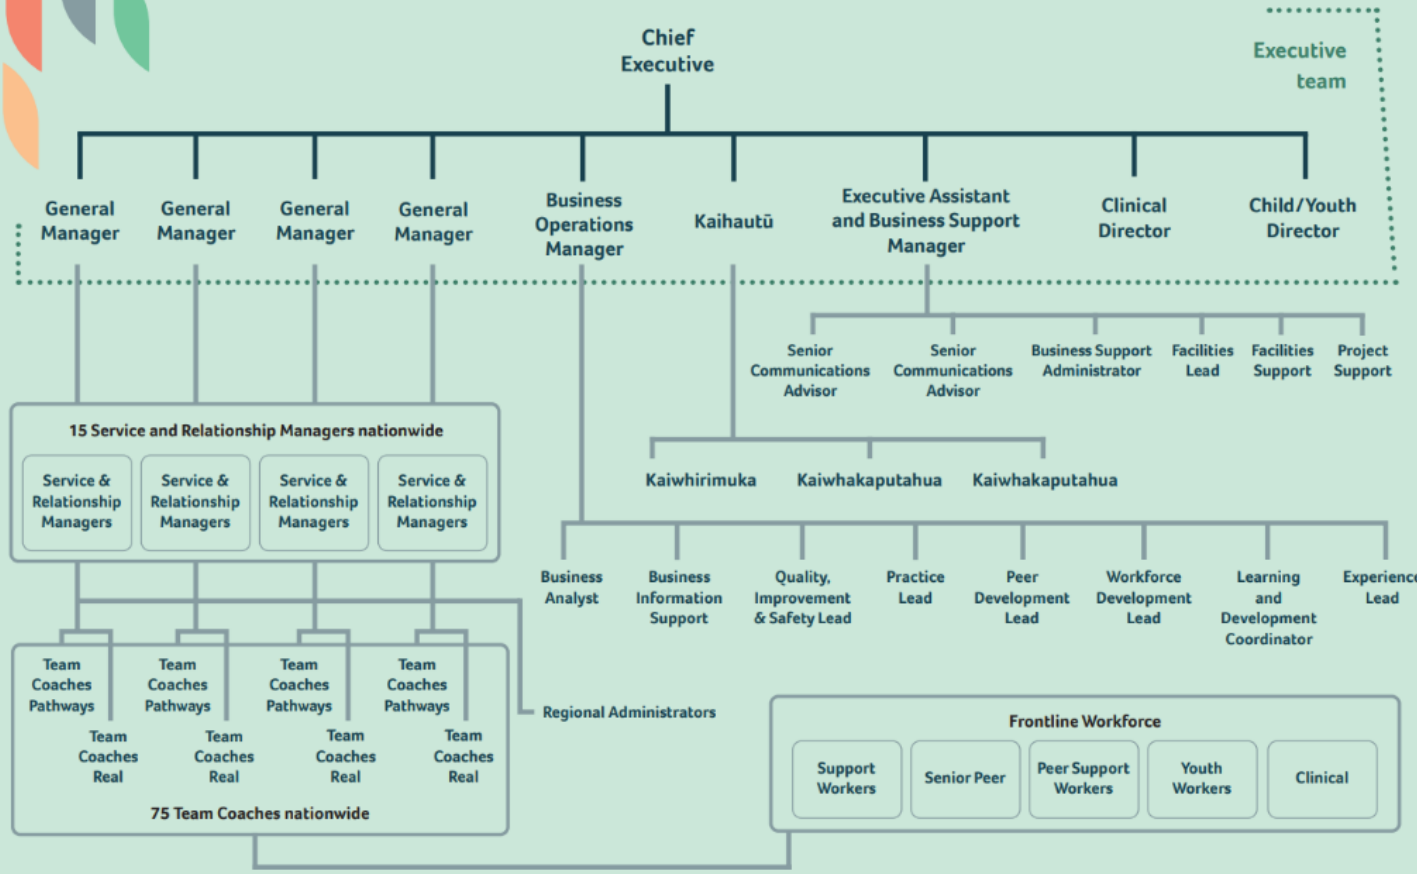 Chief
Executive
Executive
team
General
Manager
General
Manager
General
Manager
General
Manager
Business
Operations
Manager
Kaihautū
Executive Assistant
and Business Support
Manager
Clinical
Director
Child/Youth
Director
Senior
Communications
Advisor
Senior
Communications
Advisor
Business Support
Administrator
Facilities
Lead
Facilities
Support
Project
Support
15 Service and Relationship Managers nationwide
Service &
Relationship
Managers
Service &
Relationship
Managers
Service &
Relationship
Managers
Service &
Relationship
Managers
Kaiwhirimuka
Kaiwhakaputahua
Kaiwhakaputahua
Business
Analyst
Business
Information
Support
Quality,
Improvement
& Safety Lead
Practice
Lead
Peer
Development
Lead
Workforce
Development
Lead
Learning
and
Development
Coordinator
Experience
Lead
Team
Coaches
Pathways
Team
Coaches
Real
Team
Coaches
Pathways
Team
Coaches
Real
Team
Coaches
Pathways
Team
Coaches
Real
Team
Coaches
Pathways
Team
Coaches
Real
75 Team Coaches nationwide
Regional Administrators
Frontline Workforce
Support
Workers
Senior Peer
Peer Support
Workers
Youth
Workers
Clinical